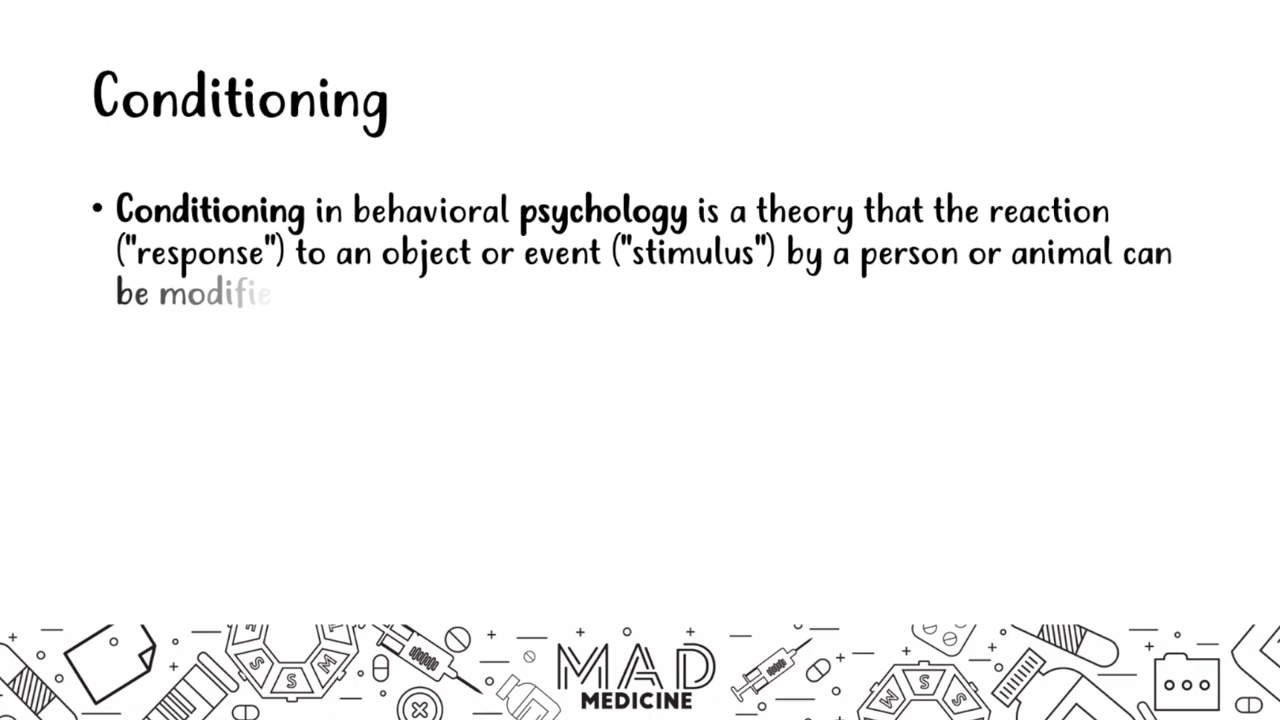 Conditioning
• Conditioning in behavioral psychology is a theory that the reaction
("response") to an object or event ("stimulus") by a person or animal can
be modifie
S
S
M
M
S
S
MAD
MEDICINE